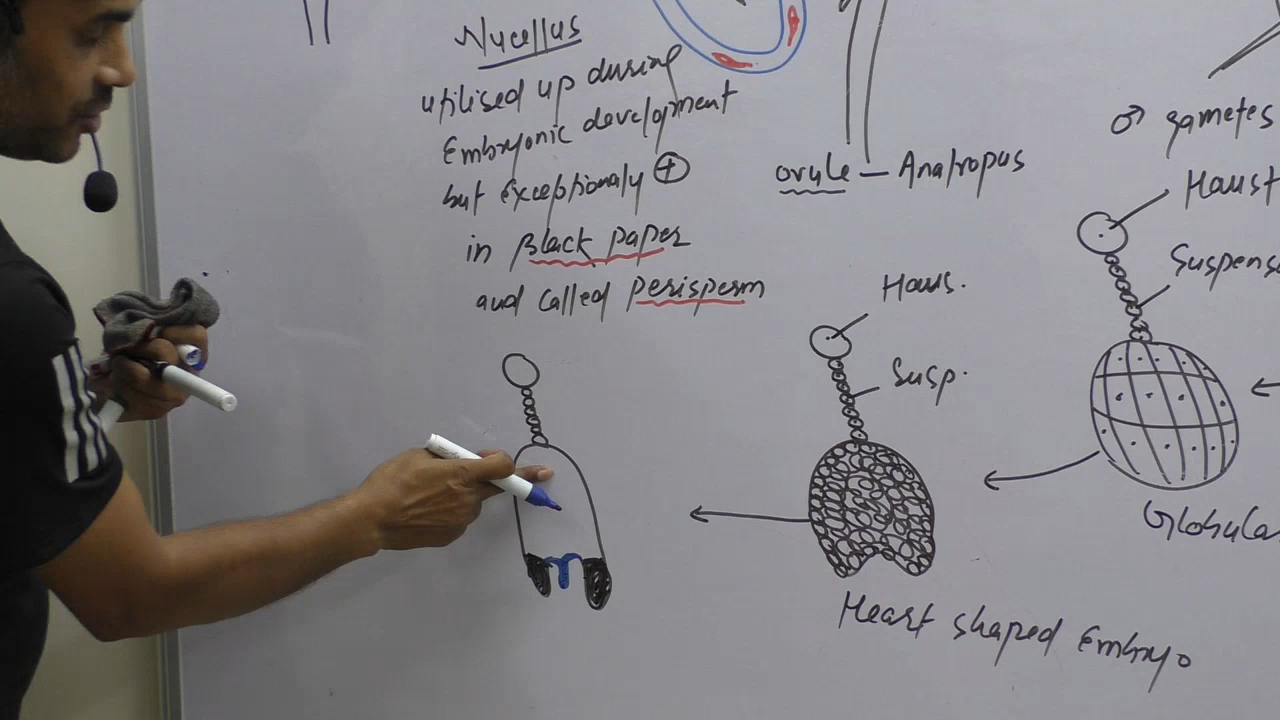 Nucellus
utilised up during
Embryonic development
but exceptionaly ⊕
in Black paper
and called perisperm
ovule — Anatropus
♂ gametes
Haust
Suspens
Haus.
Susp.
Globular
Heart shaped Embryo